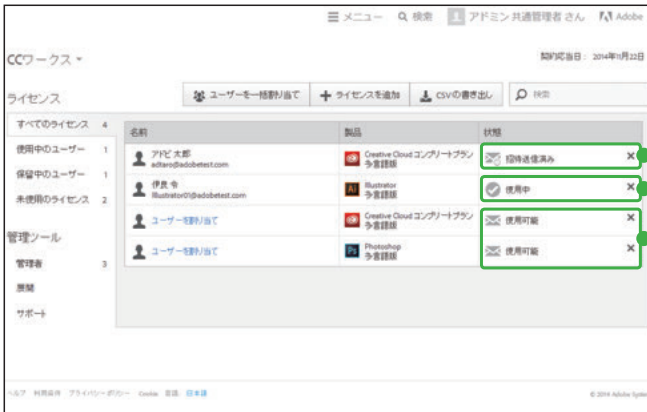 メニュー 検索 アドミン 共通管理者 さん Adobe
CCワークス
契約応当日： 2014年11月22日
ライセンス
ユーザーを一括割り当て ライセンスを追加 CSVの書き出し 検索
すべてのライセンス 4
使用中のユーザー 1
保留中のユーザー 1
未使用のライセンス 2
管理ツール
管理者 3
展開
サポート
名前 製品 状態
アドビ 太郎
adtaro@adobetest.com
Creative Cloud コンプリートプラン
多言語版
招待送信済み
伊良 令
Illustrator01@adobetest.com
Ai
Illustrator
多言語版
使用中
ユーザーを割り当て
Creative Cloud コンプリートプラン
多言語版
使用可能
ユーザーを割り当て
Ps
Photoshop
多言語版
使用可能
ヘルプ 利用条件 プライバシーポリシー Cookie 言語 日本語
© 2014 Adobe Syste